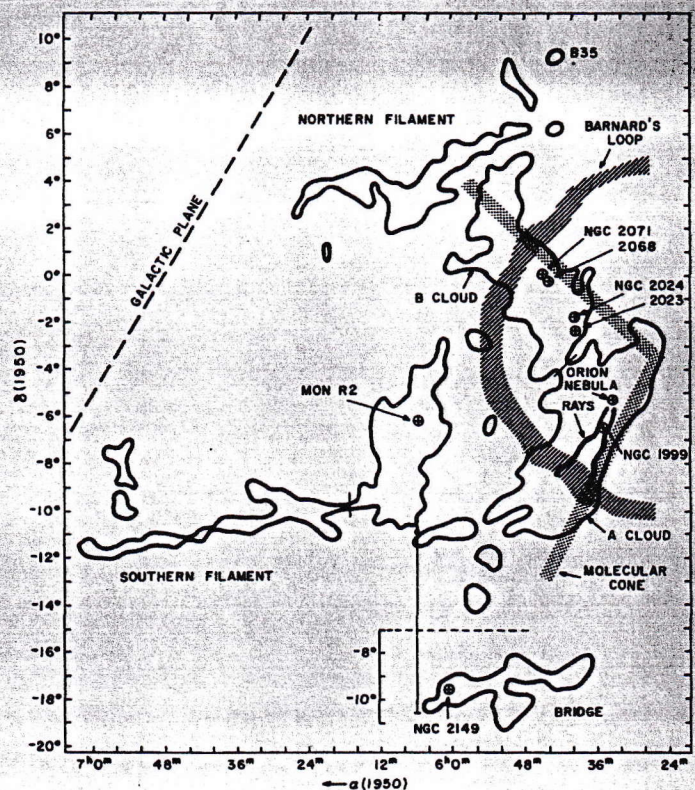 10°
8°
6°
4°
2°
0°
-2°
-4°
-6°
-8°
-10°
-12°
-14°
-16°
-18°
-20°
δ(1950)
B35
NORTHERN FILAMENT
BARNARD'S
LOOP
GALACTIC PLANE
NGC 2071
2068
B CLOUD
NGC 2024
2023
ORION
NEBULA
MON R2
RAYS
NGC 1999
A CLOUD
SOUTHERN FILAMENT
MOLECULAR
CONE
-8°
-10°
BRIDGE
NGC 2149
7ʰ0ᵐ
48ᵐ
36ᵐ
24ᵐ
12ᵐ
6ʰ0ᵐ
48ᵐ
36ᵐ
24ᵐ
←α(1950)